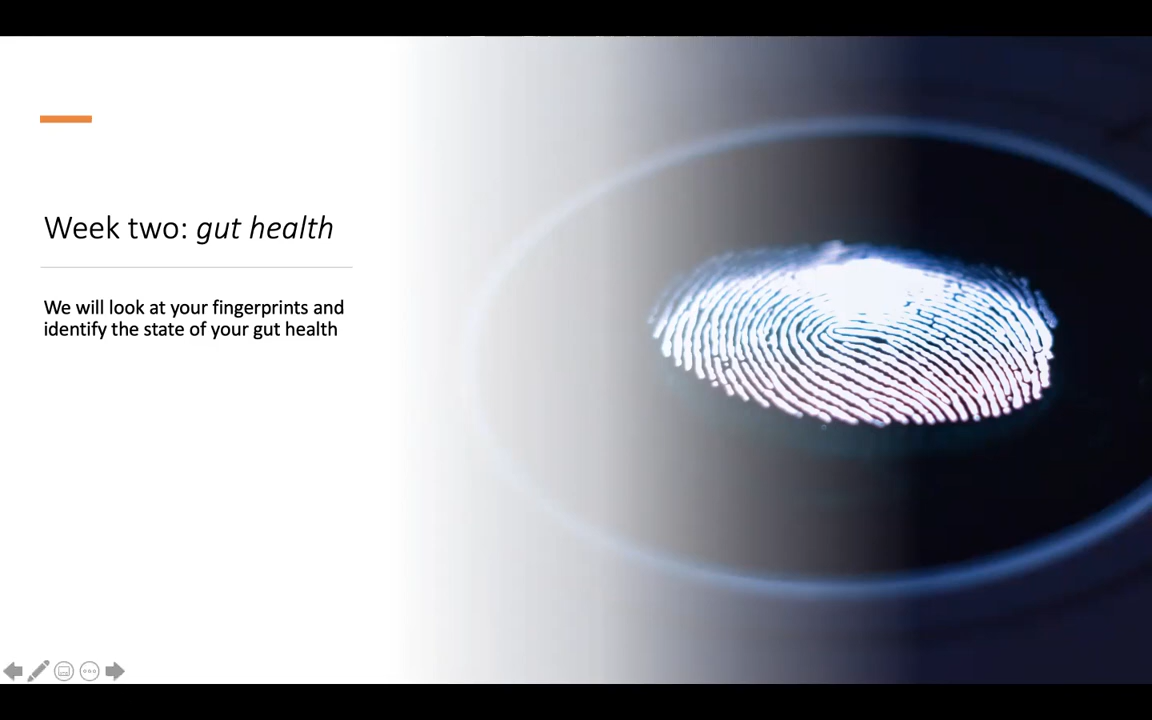 Week two: gut health
We will look at your fingerprints and
identify the state of your gut health